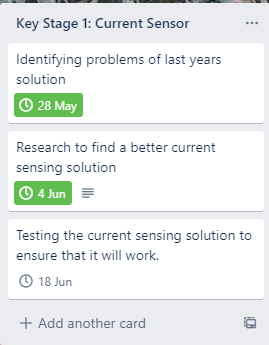 Key Stage 1: Current Sensor
Identifying problems of last years
solution
28 May
Research to find a better current
sensing solution
4 Jun
Testing the current sensing solution to
ensure that it will work.
18 Jun
Add another card